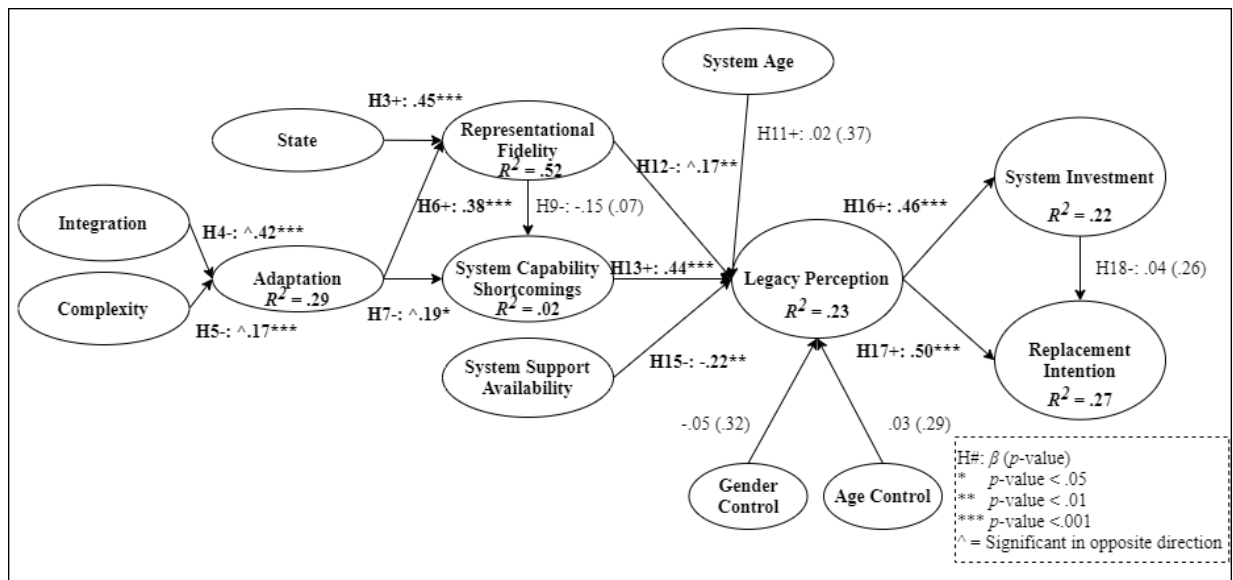 System Age
H3+: .45***
State
Representational
Fidelity
R² = .52
H11+: .02 (.37)
H12-: ^.17**
System Investment
R² = .22
H6+: .38***
H9-: -.15 (.07)
H16+: .46***
Integration
H4-: ^.42***
Adaptation
R² = .29
System Capability
Shortcomings
R² = .02
H13+: .44***
Legacy Perception
R² = .23
H18-: .04 (.26)
Complexity
H5-: ^.17***
H7-: ^.19*
System Support
Availability
H15-: -.22**
H17+: .50***
Replacement
Intention
R² = .27
-.05 (.32)
.03 (.29)
Gender
Control
Age Control
H#: β (p-value)
* p-value < .05
** p-value < .01
*** p-value <.001
^ = Significant in opposite direction